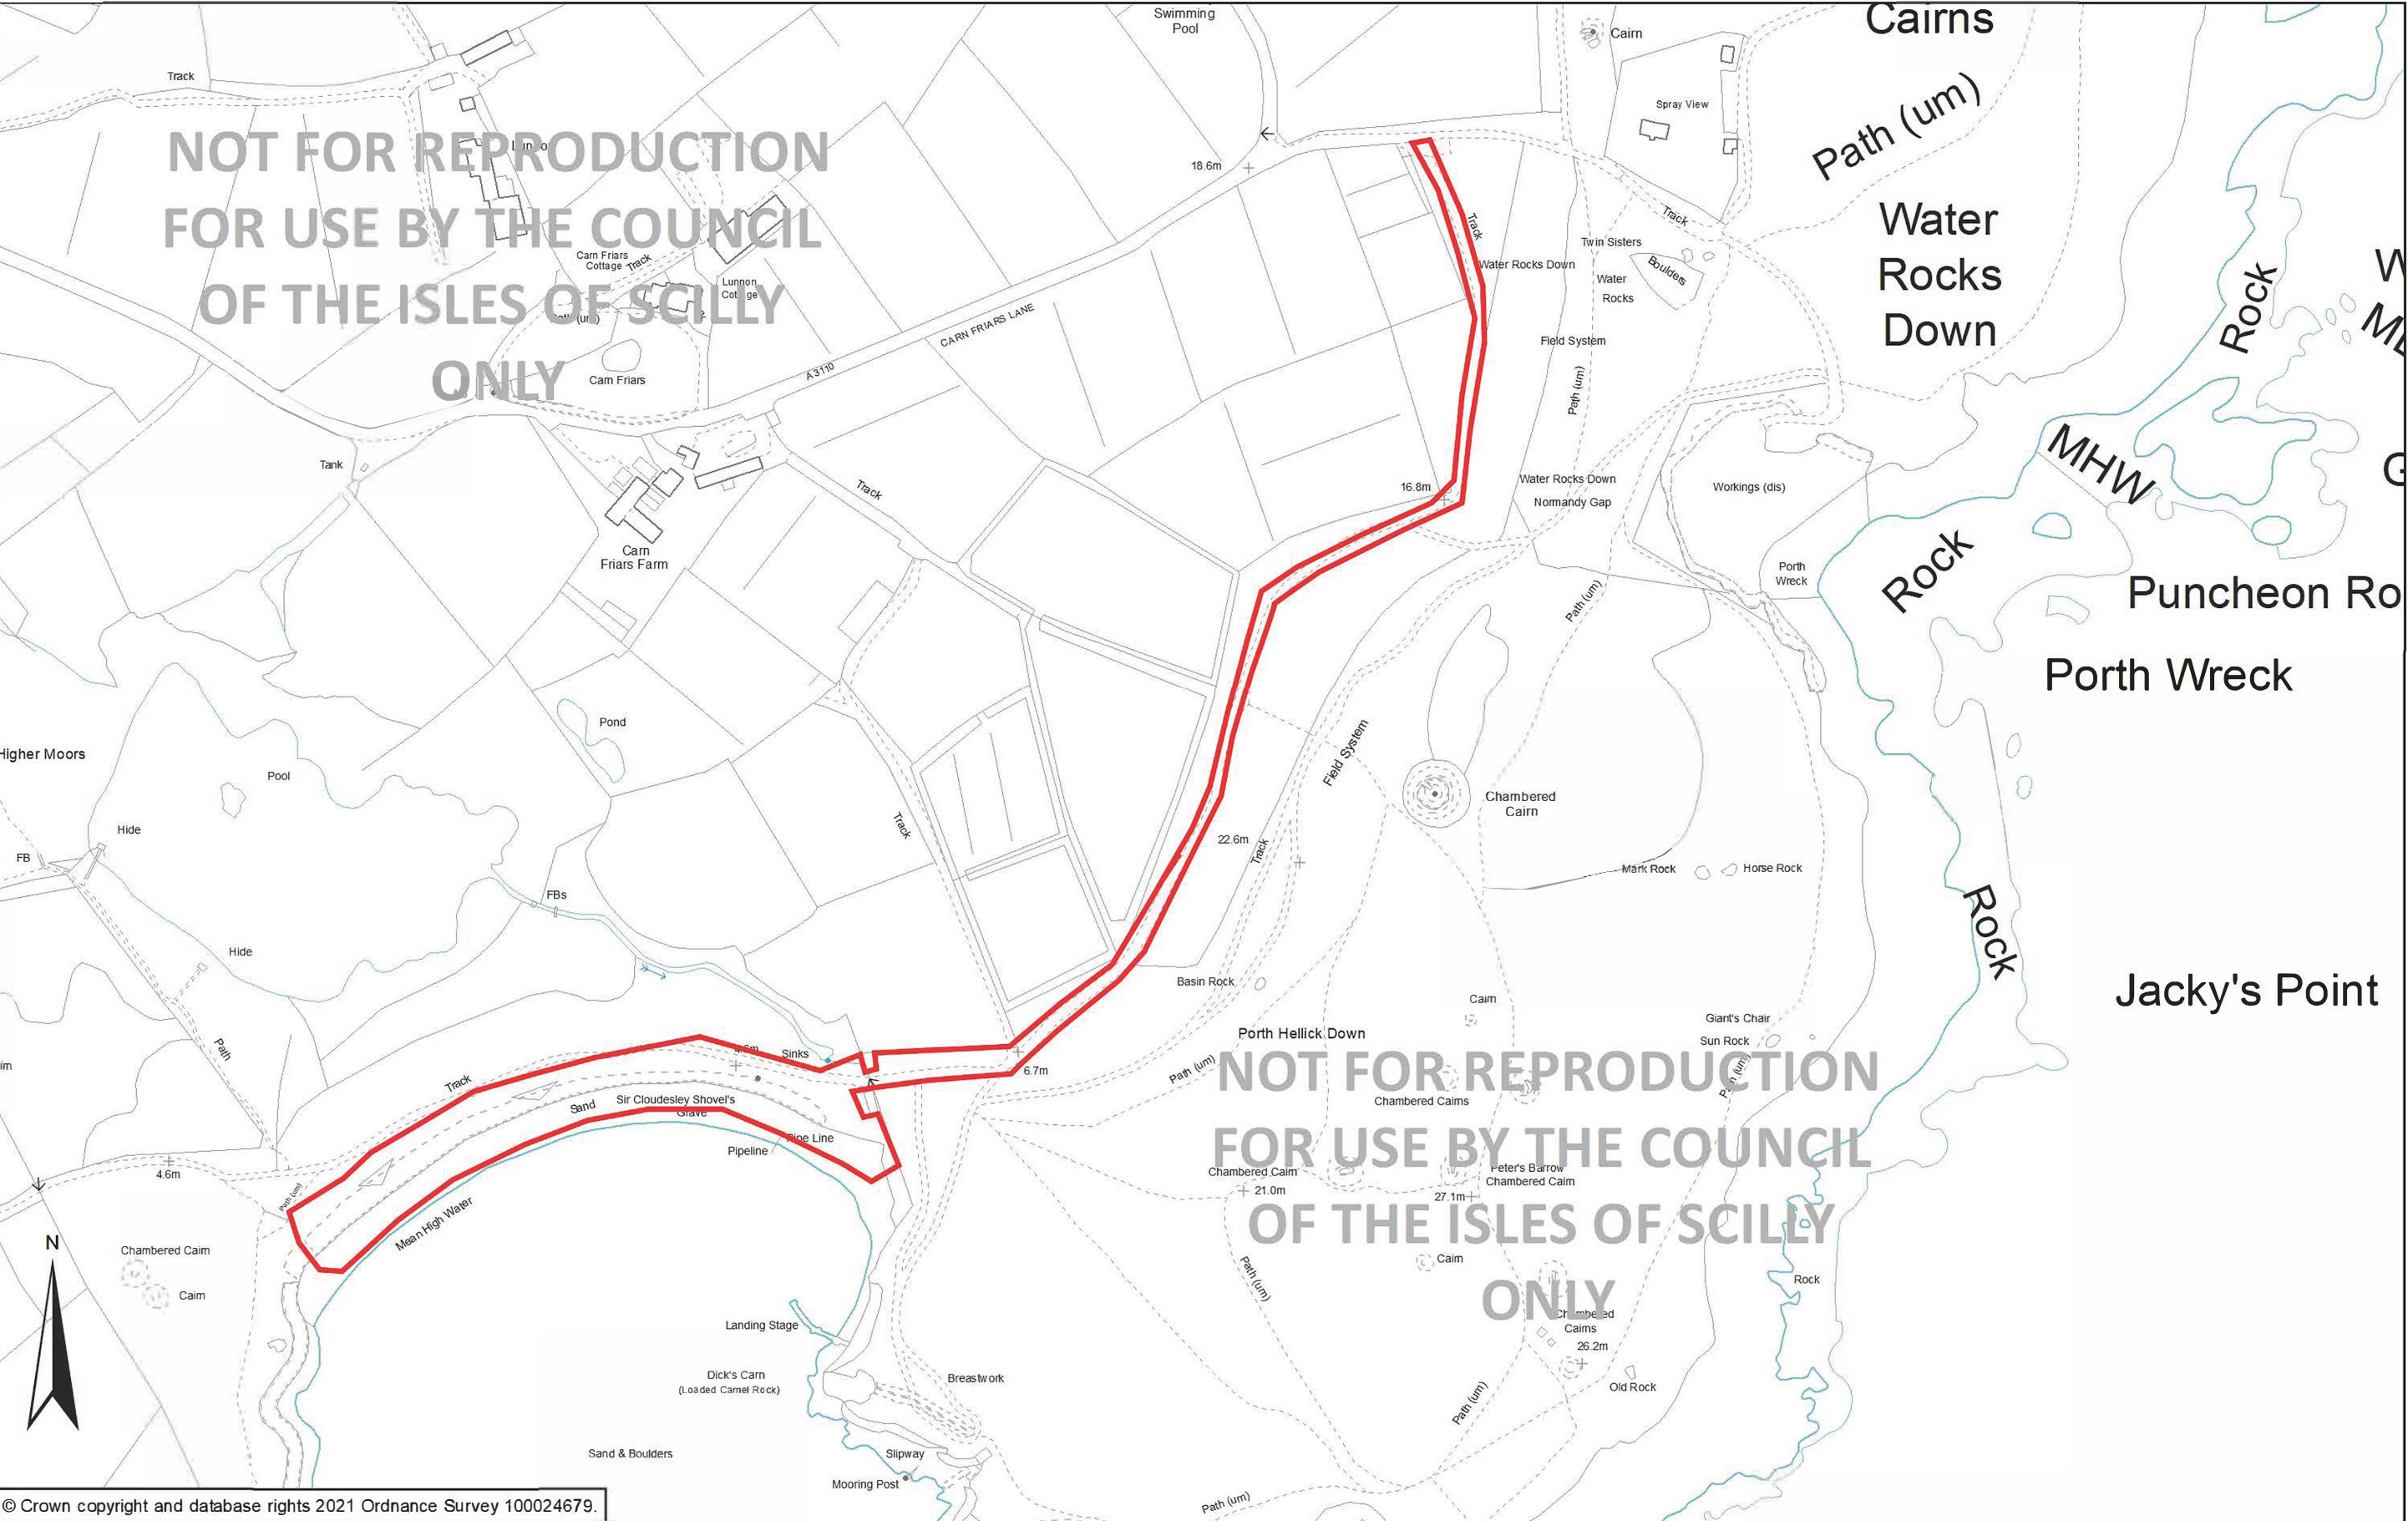 Swimming
Pool
Cairn
Cairns
Track
Spray View
Path (um)
NOT FOR REPRODUCTION
FOR USE BY THE COUNCIL
OF THE ISLES OF SCILLY
ONLY
18.6m
Water
Rocks
Down
Track
Track
Twin Sisters
Boulders
Water Rocks Down
Water
Rocks
Carn Friars
Cottage
Track
Lunnon
Cottage
Rock
CARN FRIARS LANE
A 3110
Field System
Carn Friars
Path (um)
MHW
Tank
Track
16.8m
Water Rocks Down
Normandy Gap
Workings (dis)
Carn
Friars Farm
Porth
Wreck
Rock
Path (um)
Puncheon Ro
Porth Wreck
Pond
Field System
Higher Moors
Pool
Chambered
Cairn
Hide
Track
22.6m
Track
FB
Mark Rock
Horse Rock
FBs
Rock
Hide
Basin Rock
Cairn
Jacky's Point
Giant's Chair
Sun Rock
Porth Hellick Down
Path
Sinks
6.7m
Path (um)
NOT FOR REPRODUCTION
FOR USE BY THE COUNCIL
OF THE ISLES OF SCILLY
ONLY
Track
Sand
Sir Cloudesley Shovel's
Grave
Chambered Cairns
Path (um)
Pipe Line
Pipeline
4.6m
Path (um)
Mean High Water
Chambered Cairn
21.0m
Peter's Barrow
Chambered Cairn
27.1m
N
Chambered Cairn
Cairn
Cairn
Path (um)
Rock
Landing Stage
Chambered
Cairns
26.2m
Dick's Carn
(Loaded Camel Rock)
Breastwork
Old Rock
Path (um)
Sand & Boulders
Slipway
Mooring Post
Path (um)
© Crown copyright and database rights 2021 Ordnance Survey 100024679.